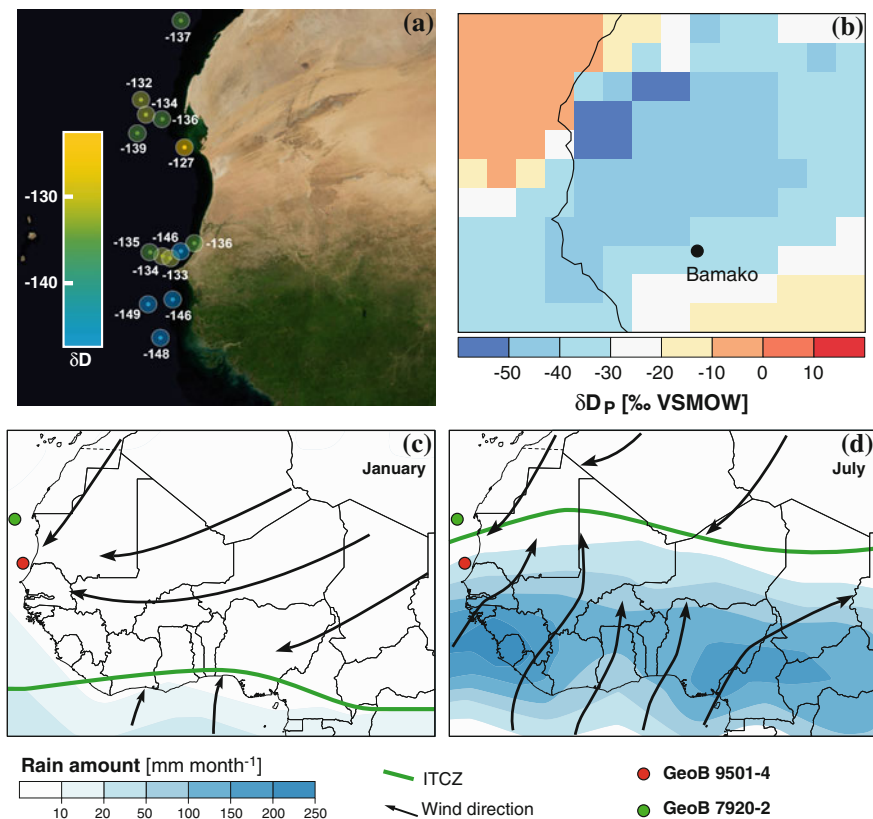 (a)
-137
-132
-134
-136
-139
-127
-130
-140
δD
-135
-146
-136
-134
-133
-149
-146
-148
(b)
Bamako
-50 -40 -30 -20 -10 0 10
δDP [‰ VSMOW]
(c)
January
(d)
July
Rain amount [mm month-1]
10 20 50 100 150 200 250
ITCZ
Wind direction
GeoB 9501-4
GeoB 7920-2